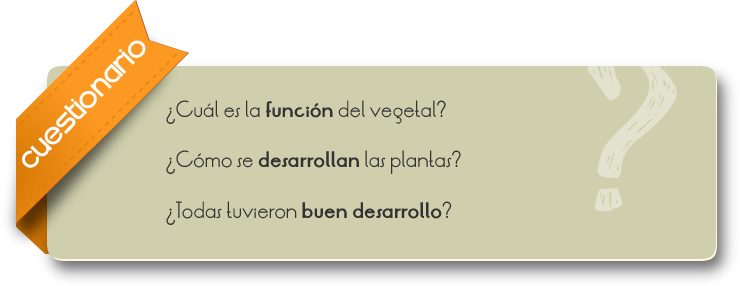 cuestionario
¿Cuál es la función del vegetal?
¿Cómo se desarrollan las plantas?
¿Todas tuvieron buen desarrollo?